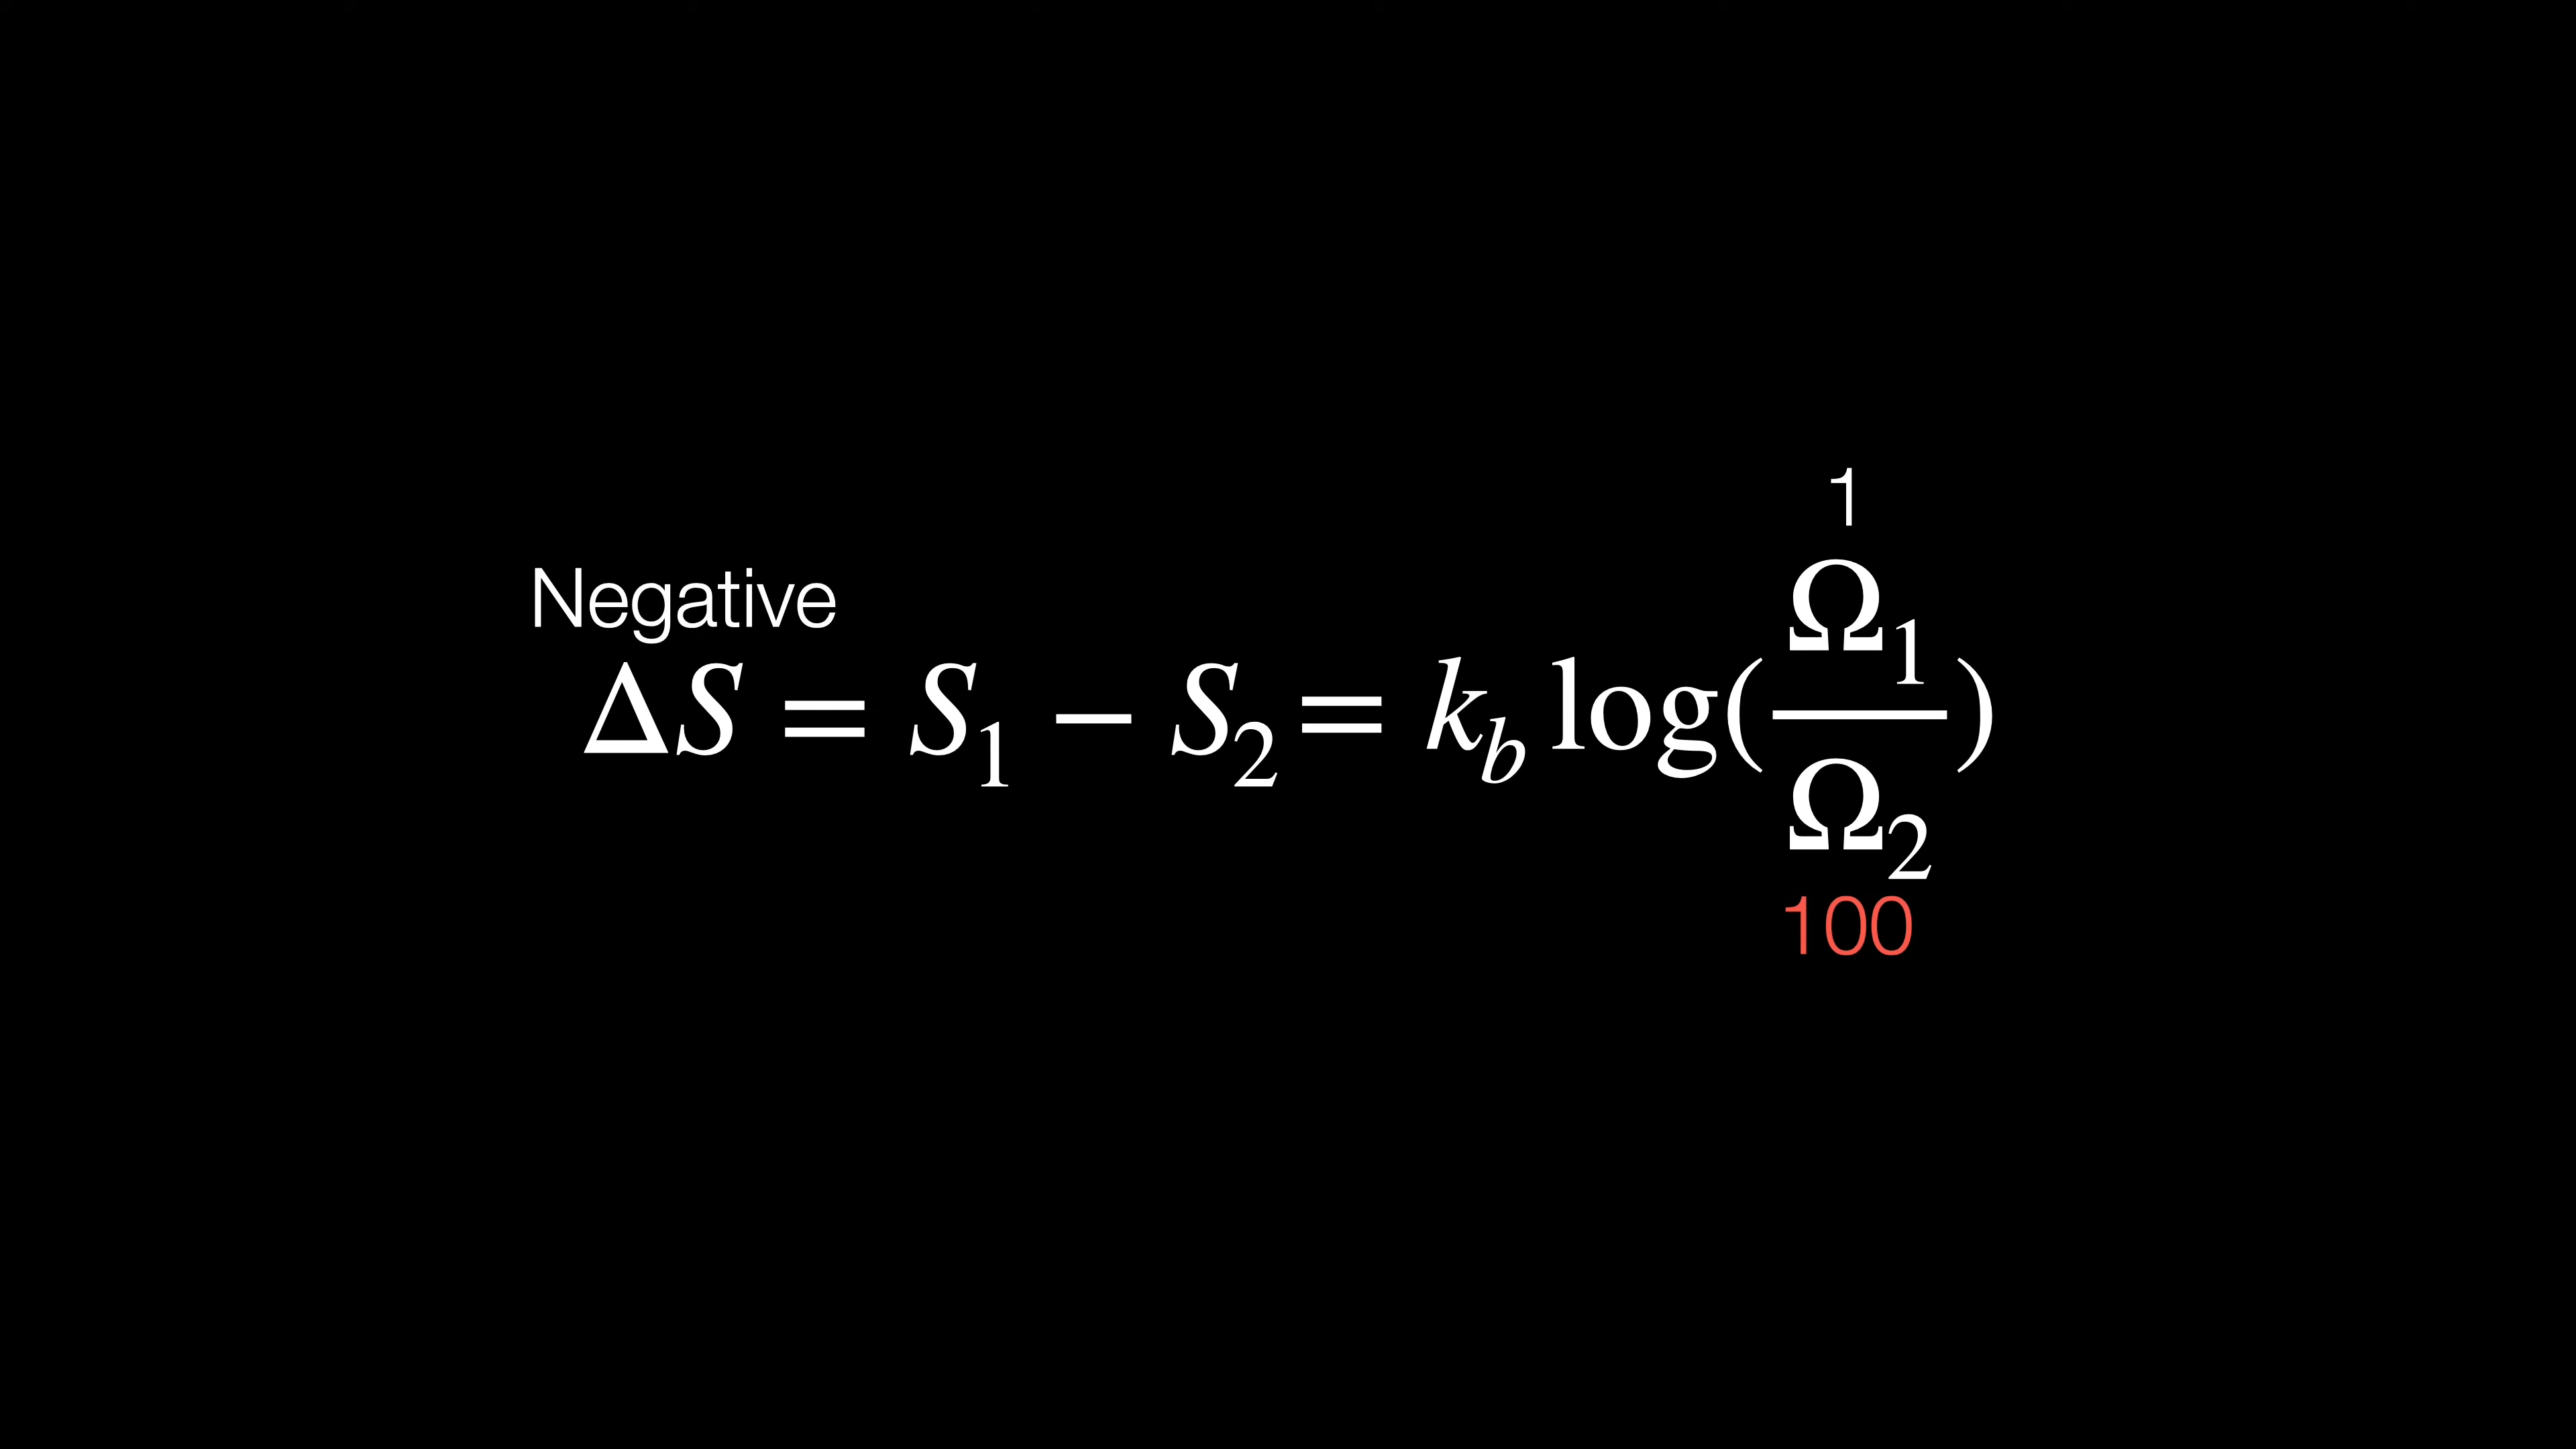 1
Negative
ΔS = S₁ − S₂ = k_b log(Ω₁/Ω₂)
100